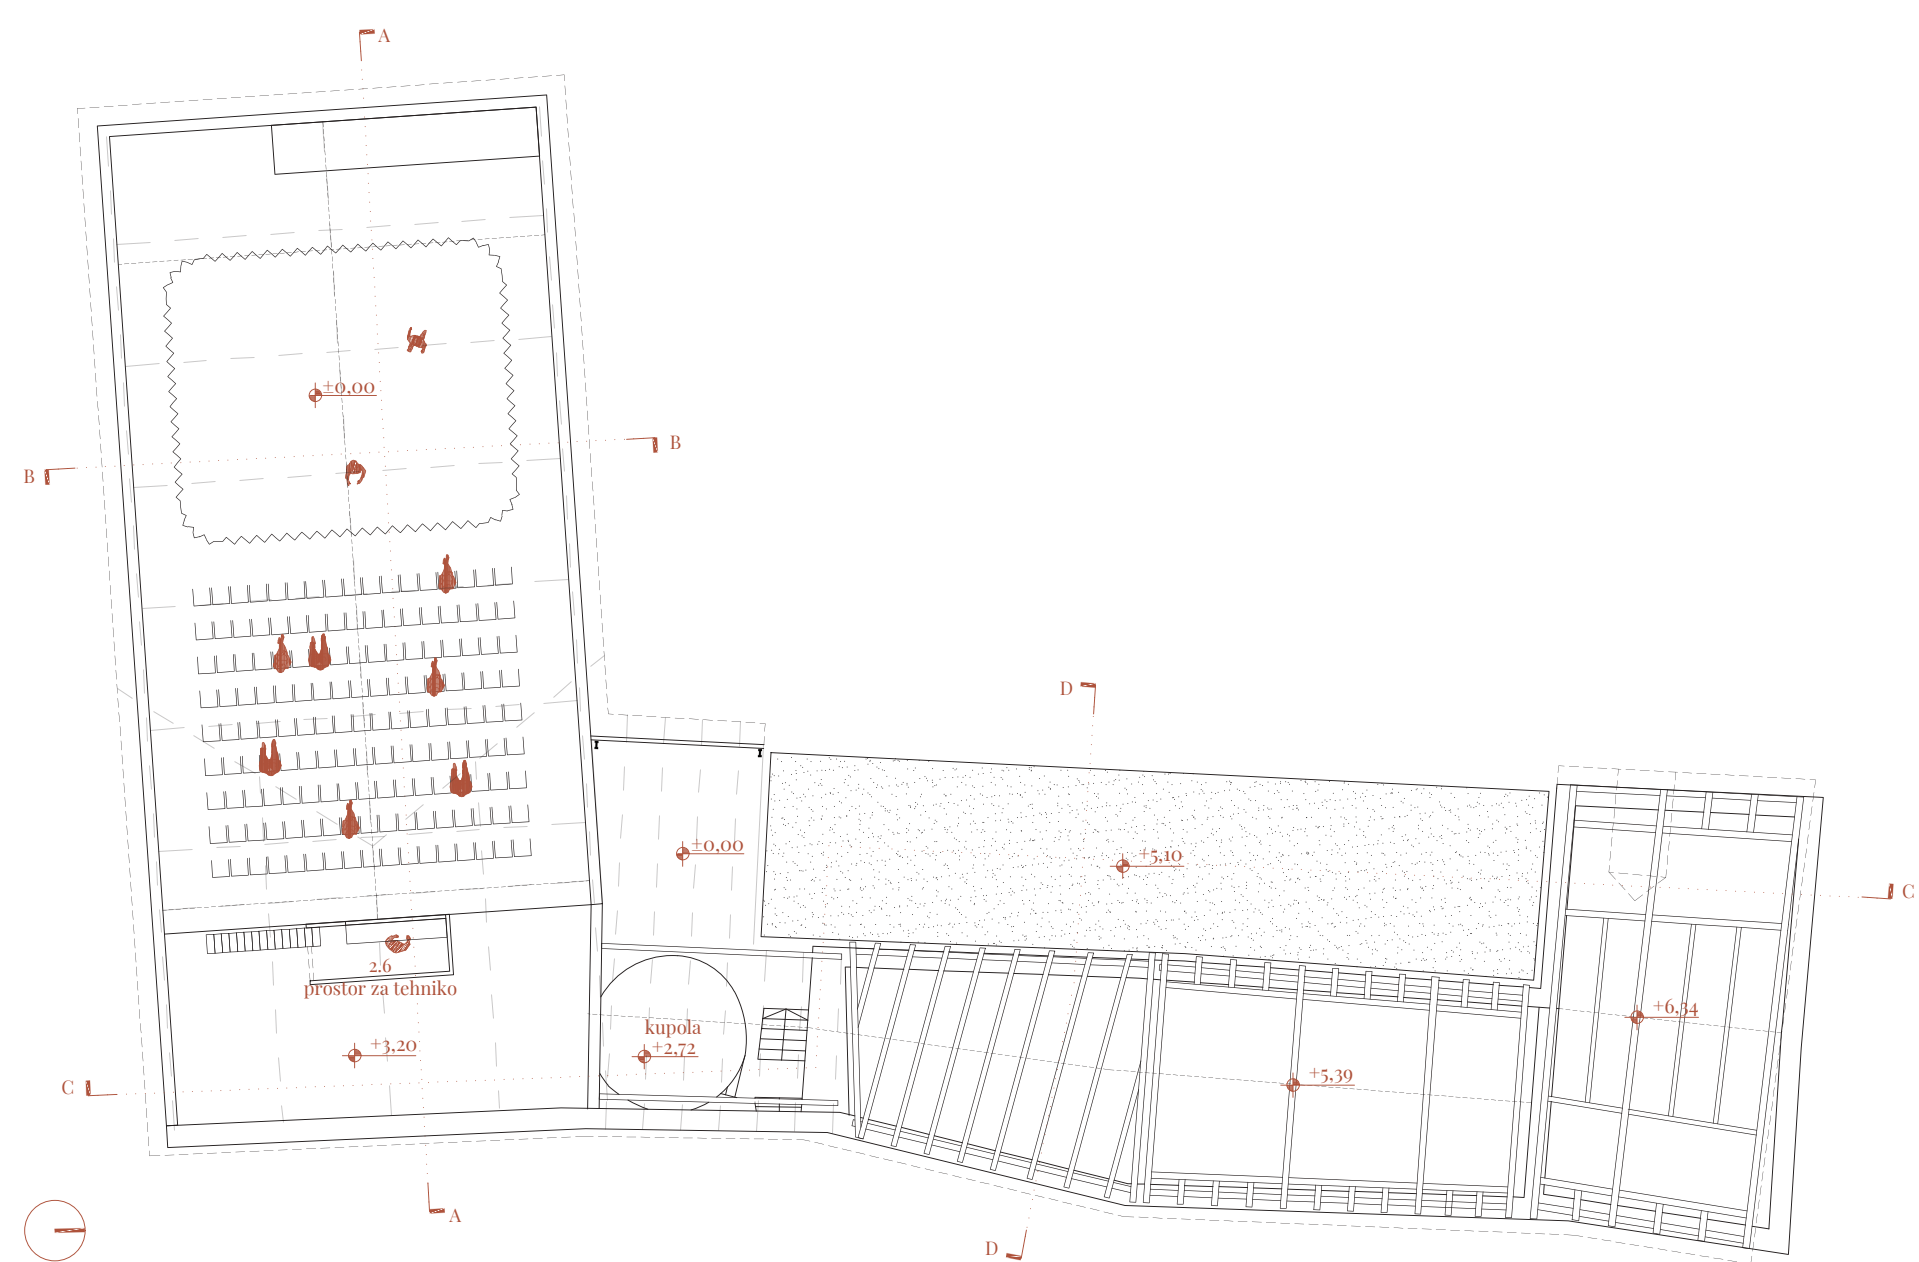 A
±0,00
B
B
D
±0,00
+5,10
C
2.6
prostor za tehniko
+6,34
kupola
+2,72
+3,20
+5,39
C
A
D